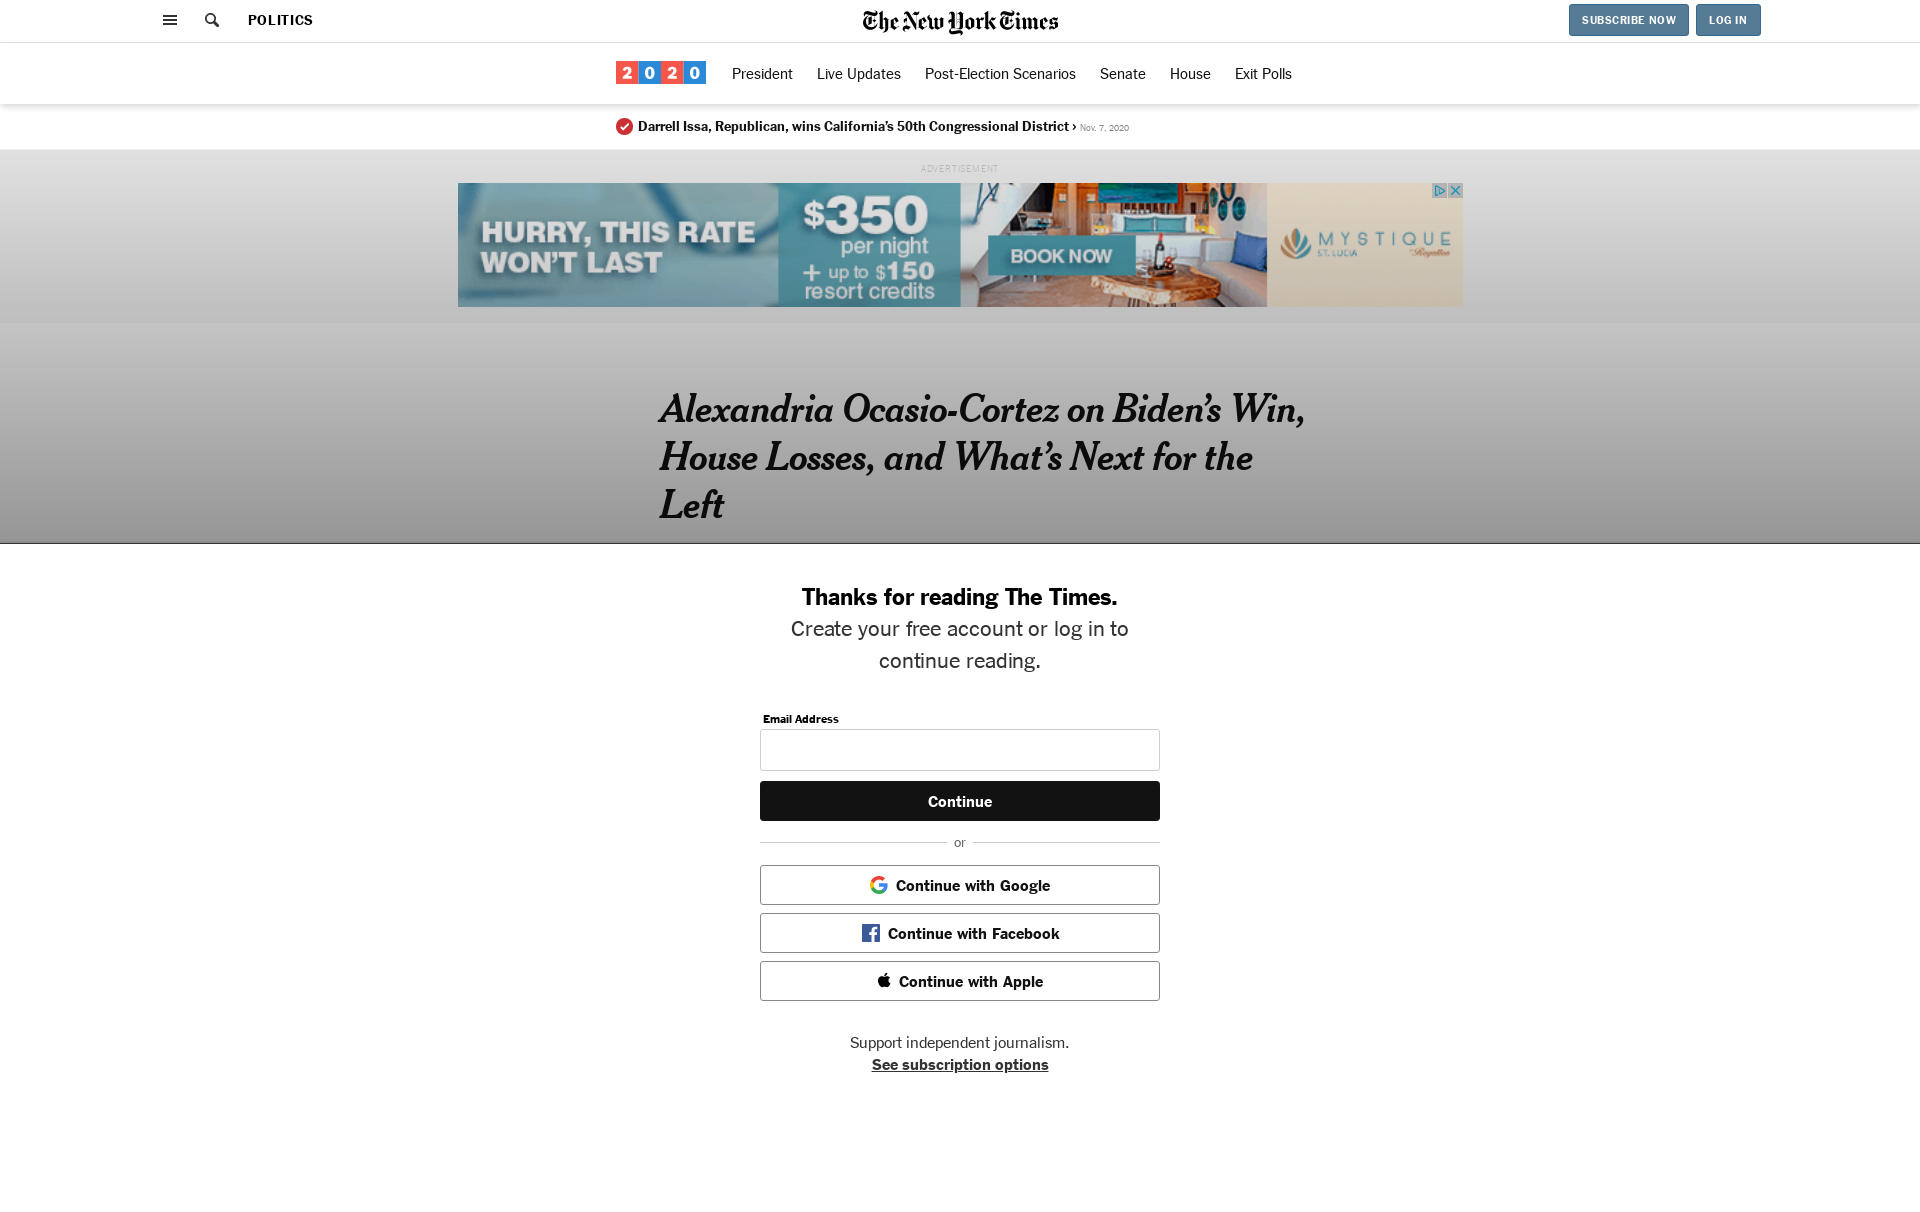 POLITICS
The New York Times
SUBSCRIBE NOW
LOG IN
2020
President
Live Updates
Post-Election Scenarios
Senate
House
Exit Polls
Darrell Issa, Republican, wins California’s 50th Congressional District › Nov. 7, 2020
ADVERTISEMENT
HURRY, THIS RATE
WON’T LAST
$350
per night
+ up to $150
resort credits
BOOK NOW
MYSTIQUE
ST. LUCIA
by Royalton
Alexandria Ocasio-Cortez on Biden’s Win,
House Losses, and What’s Next for the
Left
Thanks for reading The Times.
Create your free account or log in to
continue reading.
Email Address
Continue
or
Continue with Google
Continue with Facebook
Continue with Apple
Support independent journalism.
See subscription options